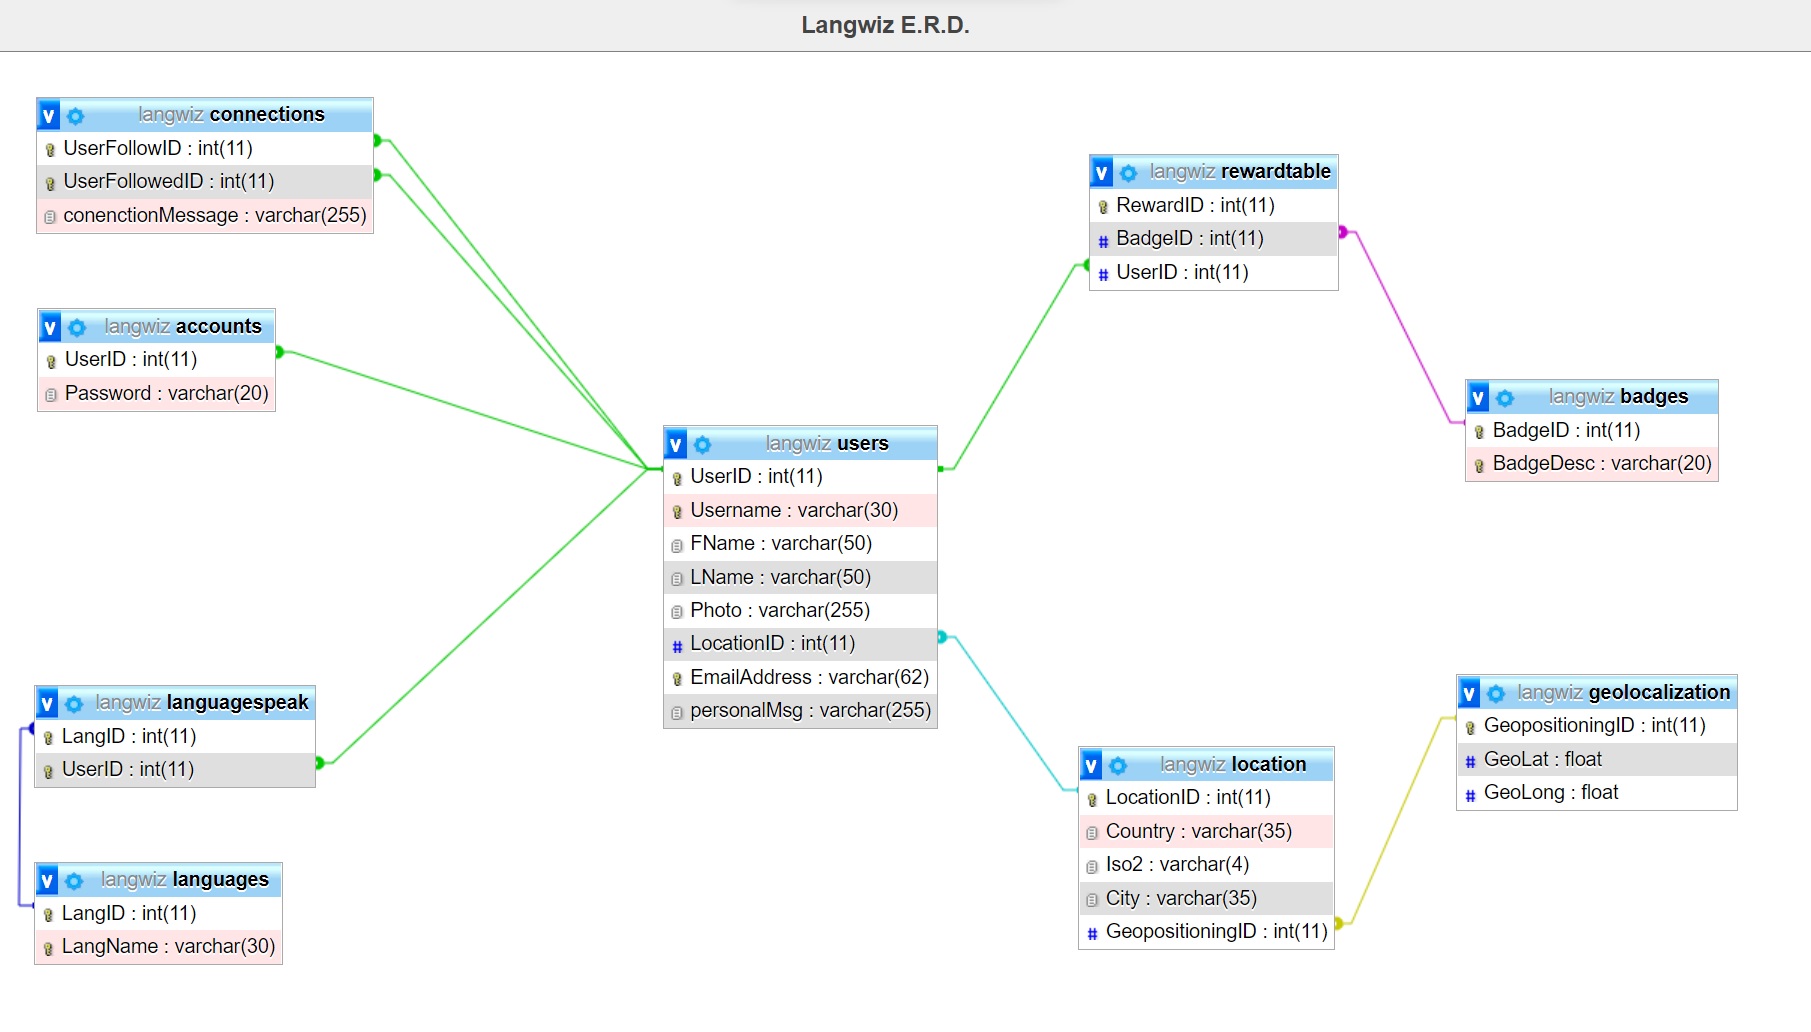 Langwiz E.R.D.
v langwiz connections
UserFollowID : int(11)
UserFollowedID : int(11)
conenctionMessage : varchar(255)
v langwiz accounts
UserID : int(11)
Password : varchar(20)
v langwiz languagespeak
LangID : int(11)
UserID : int(11)
v langwiz languages
LangID : int(11)
LangName : varchar(30)
v langwiz users
UserID : int(11)
Username : varchar(30)
FName : varchar(50)
LName : varchar(50)
Photo : varchar(255)
# LocationID : int(11)
EmailAddress : varchar(62)
personalMsg : varchar(255)
v langwiz rewardtable
RewardID : int(11)
# BadgeID : int(11)
# UserID : int(11)
v langwiz badges
BadgeID : int(11)
BadgeDesc : varchar(20)
v langwiz location
LocationID : int(11)
Country : varchar(35)
Iso2 : varchar(4)
City : varchar(35)
# GeopositioningID : int(11)
v langwiz geolocalization
GeopositioningID : int(11)
# GeoLat : float
# GeoLong : float